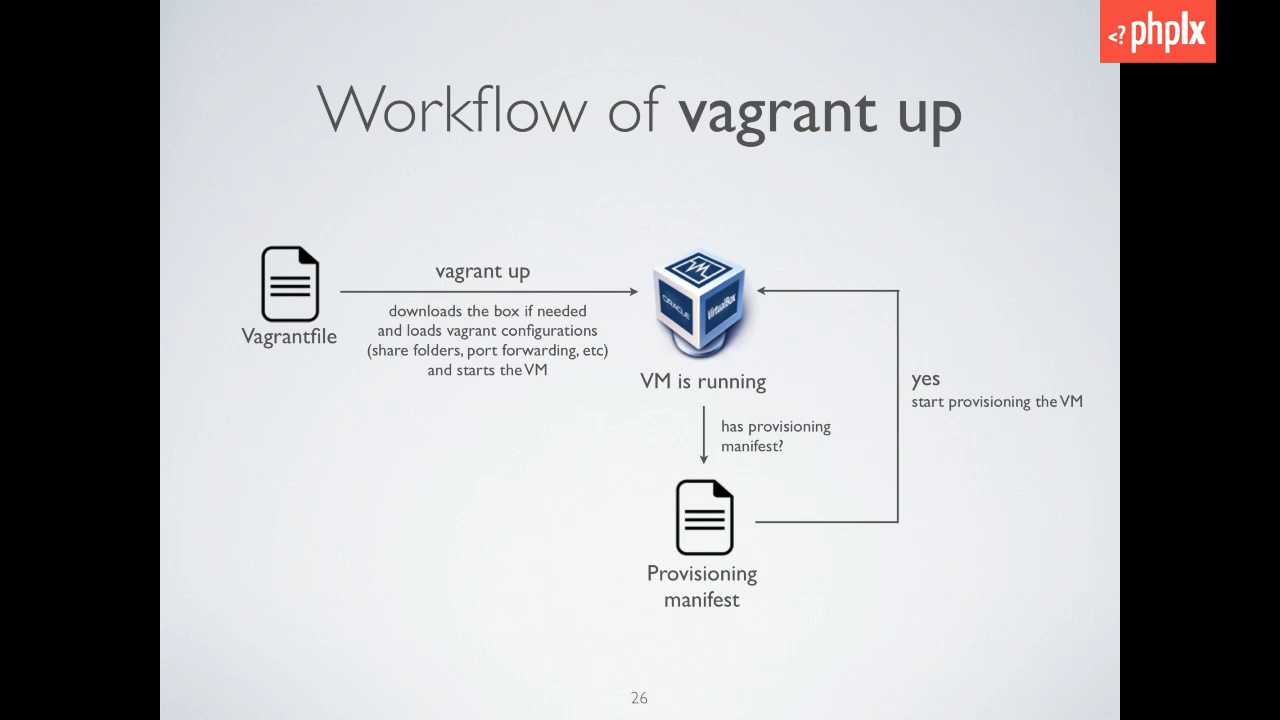 <? phplx
Workflow of vagrant up
vagrant up
downloads the box if needed
and loads vagrant configurations
(share folders, port forwarding, etc)
and starts the VM
Vagrantfile
ORACLE
VirtualBox
VM is running
yes
start provisioning the VM
has provisioning
manifest?
Provisioning
manifest
26